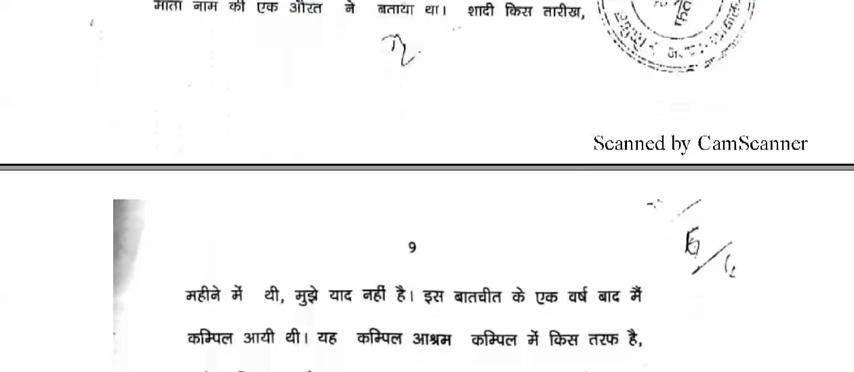 माता नाम की एक औरत ने बताया था। शादी किस तारीख,
Scanned by CamScanner
9
महीने में थी, मुझे याद नहीं है। इस बातचीत के एक वर्ष बाद मैं
कम्पिल आयी थी। यह कम्पिल आश्रम कम्पिल में किस तरफ है,